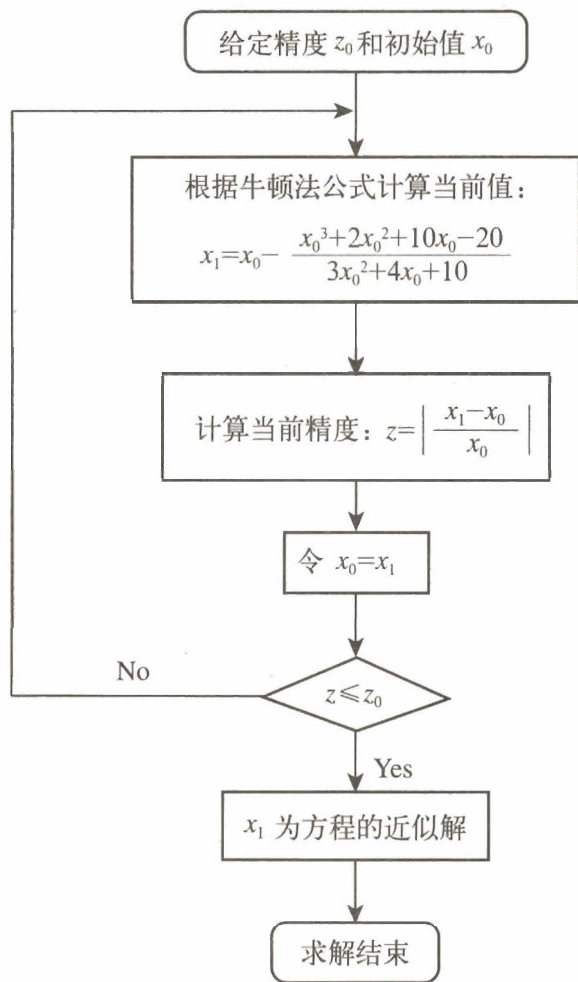 给定精度 z₀ 和初始值 x₀
根据牛顿法公式计算当前值：
x₁=x₀− (x₀³+2x₀²+10x₀−20)/(3x₀²+4x₀+10)
计算当前精度：z=|(x₁−x₀)/x₀|
令 x₀=x₁
No
z≤z₀
Yes
x₁ 为方程的近似解
求解结束